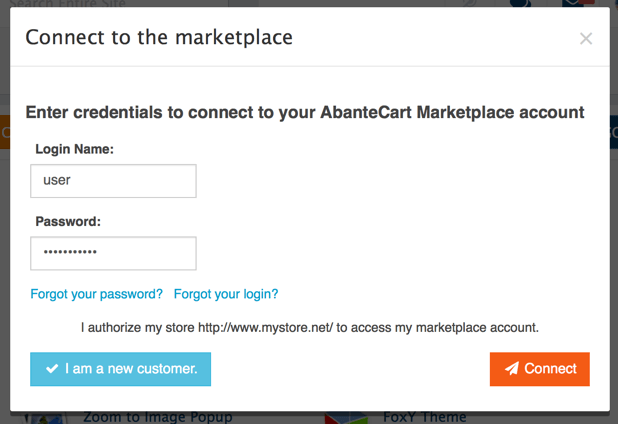 Search Entire Site
Connect to the marketplace
×
Enter credentials to connect to your AbanteCart Marketplace account
Login Name:
user
Password:
•••••••••••
Forgot your password? Forgot your login?
I authorize my store http://www.mystore.net/ to access my marketplace account.
I am a new customer.
Connect
Zoom to Image Popup
FoxY Theme